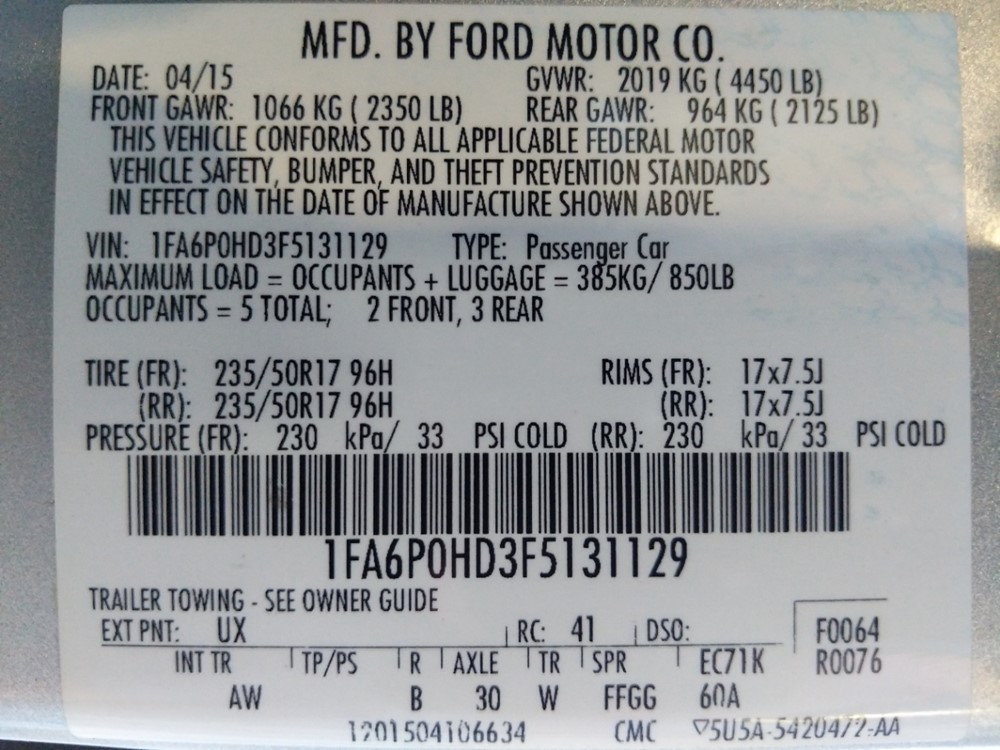 MFD. BY FORD MOTOR CO.
DATE: 04/15 GVWR: 2019 KG ( 4450 LB)
FRONT GAWR: 1066 KG ( 2350 LB) REAR GAWR: 964 KG ( 2125 LB)
THIS VEHICLE CONFORMS TO ALL APPLICABLE FEDERAL MOTOR
VEHICLE SAFETY, BUMPER, AND THEFT PREVENTION STANDARDS
IN EFFECT ON THE DATE OF MANUFACTURE SHOWN ABOVE.
VIN: 1FA6P0HD3F5131129 TYPE: Passenger Car
MAXIMUM LOAD = OCCUPANTS + LUGGAGE = 385KG/ 850LB
OCCUPANTS = 5 TOTAL; 2 FRONT, 3 REAR
TIRE (FR): 235/50R17 96H RIMS (FR): 17x7.5J
(RR): 235/50R17 96H (RR): 17x7.5J
PRESSURE (FR): 230 kPa/ 33 PSI COLD (RR): 230 kPa/ 33 PSI COLD
1FA6P0HD3F5131129
TRAILER TOWING - SEE OWNER GUIDE
EXT PNT: UX RC: 41 DSO: F0064
INT TR TP/PS R AXLE TR SPR EC71K R0076
AW B 30 W FFGG 60A
1201504106634 CMC ▽5U5A-5420472-AA